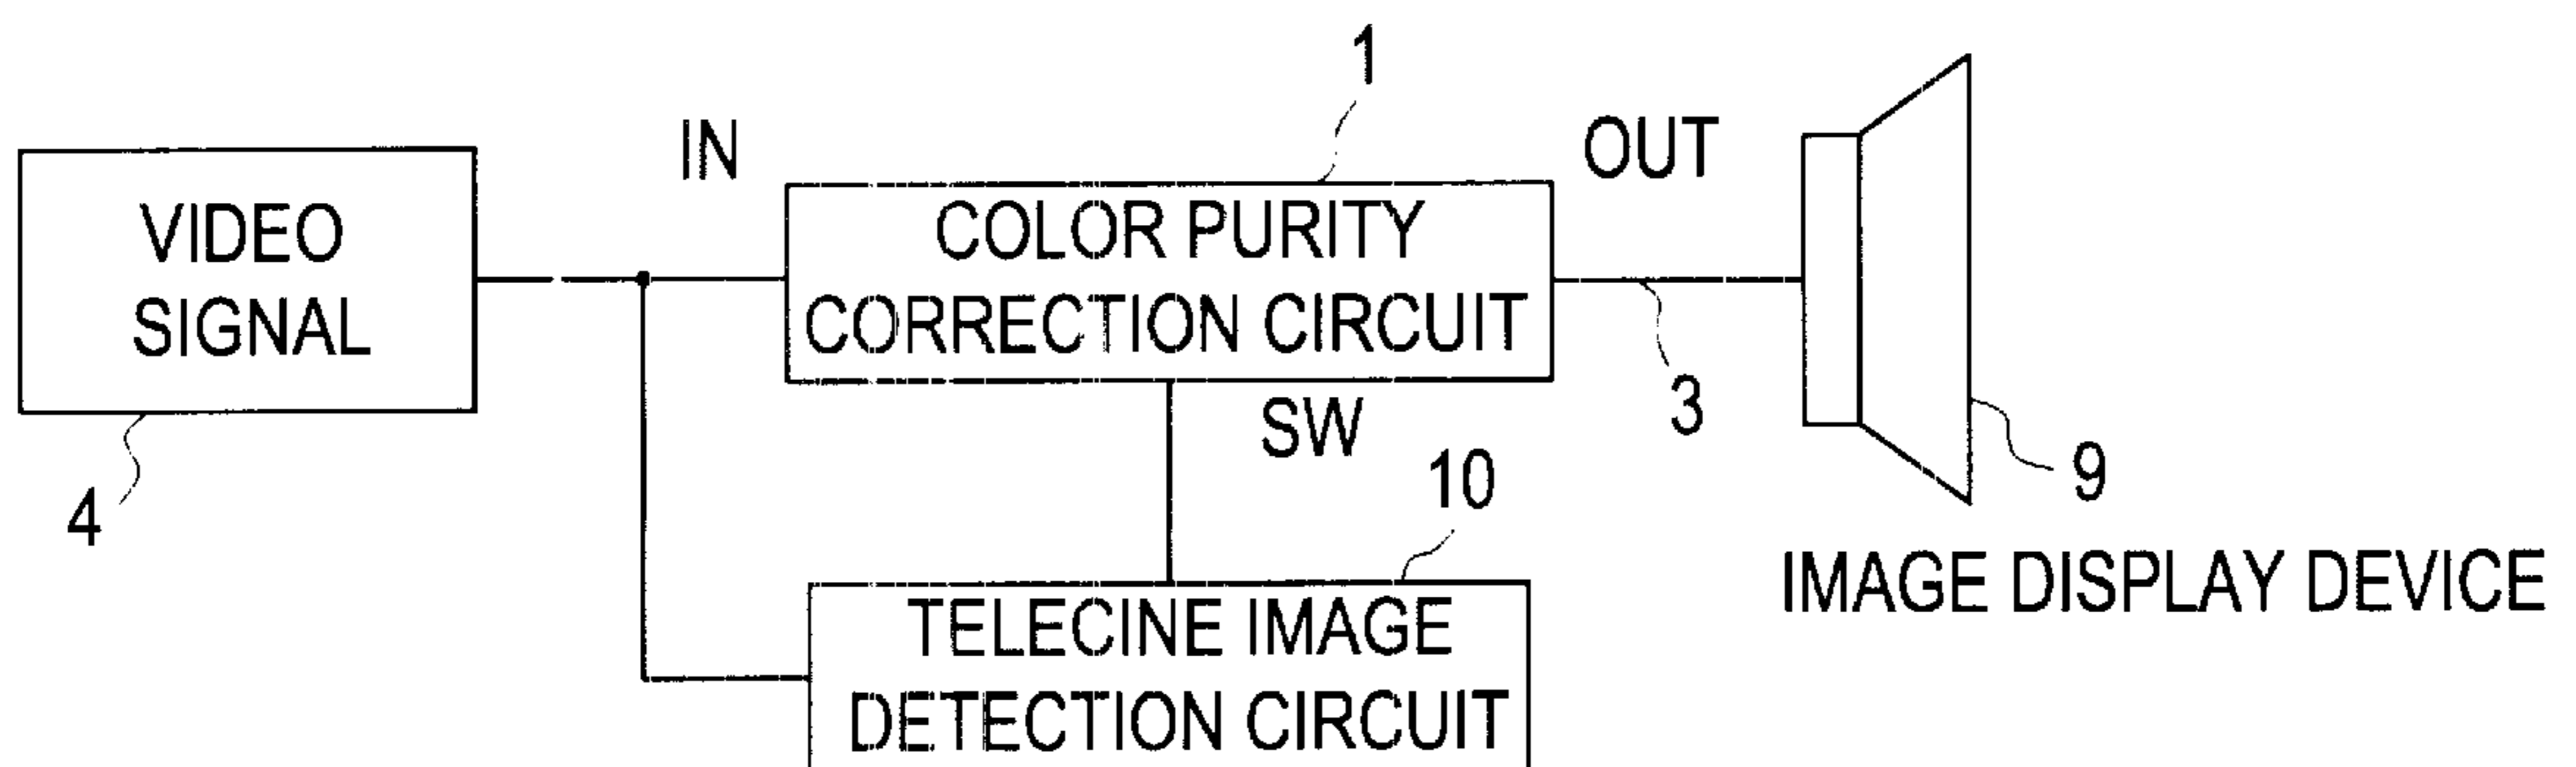 1
IN
OUT
VIDEO
SIGNAL
COLOR PURITY
CORRECTION CIRCUIT
3
SW
4
10
9
IMAGE DISPLAY DEVICE
TELECINE IMAGE
DETECTION CIRCUIT